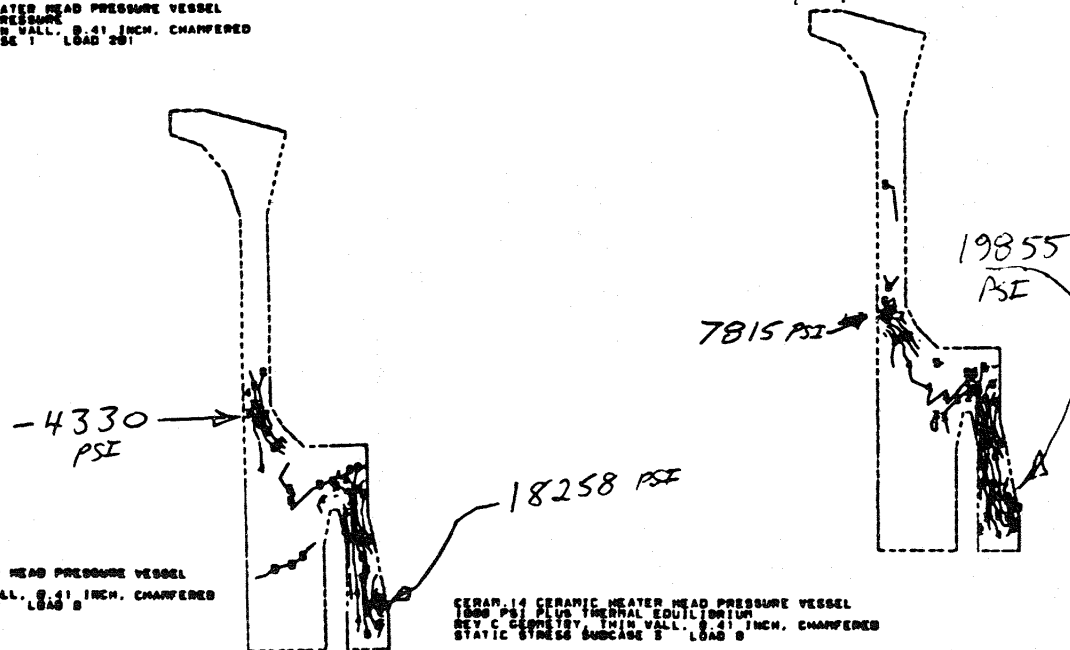 ATER HEAD PRESSURE VESSEL
RESSURE
N WALL, 0.41 INCH, CHAMFERED
SE 1 LOAD 201
19855
PSI
7815 PSI
-4330
PSI
18258 PSI
HEAD PRESSURE VESSEL
LL, 0.41 INCH, CHAMFERED
LOAD 0
CERAM.14 CERAMIC HEATER HEAD PRESSURE VESSEL
1000 PSI PLUS THERMAL EQUILIBRIUM
REV C GEOMETRY, THIN WALL, 0.41 INCH, CHAMFERED
STATIC STRESS SUBCASE 3 LOAD 0